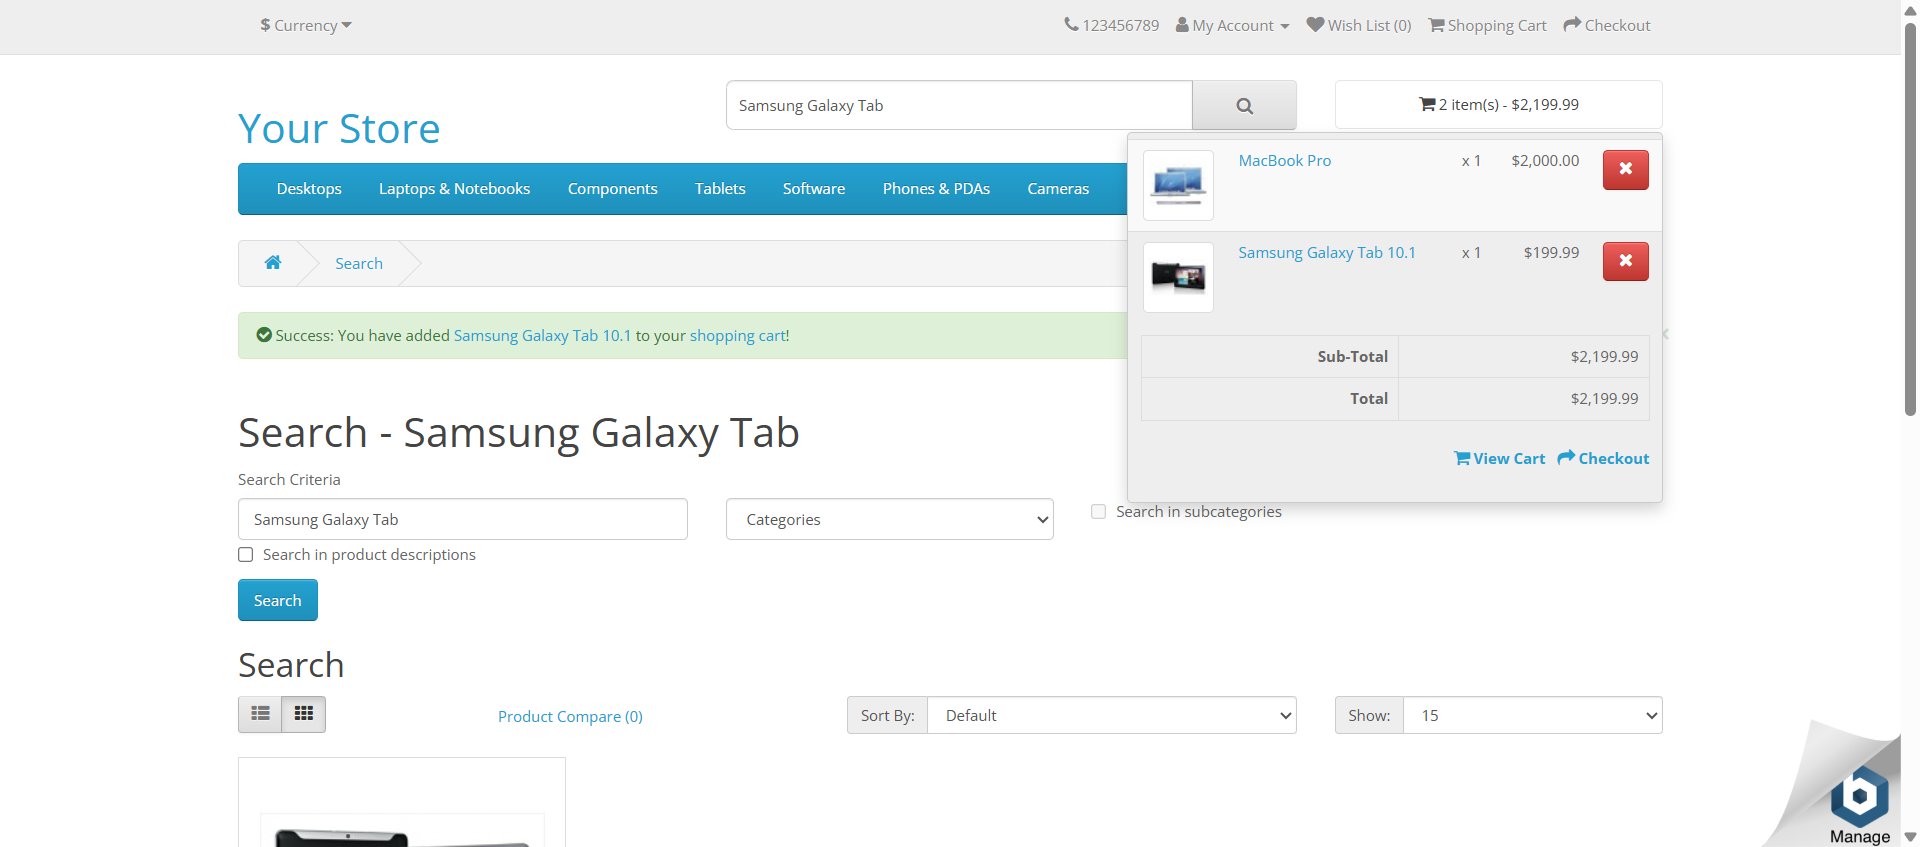 $ Currency
123456789 My Account Wish List (0) Shopping Cart Checkout
Your Store
Samsung Galaxy Tab
2 item(s) - $2,199.99
Desktops Laptops & Notebooks Components Tablets Software Phones & PDAs Cameras
MacBook Pro x 1 $2,000.00
Samsung Galaxy Tab 10.1 x 1 $199.99
Sub-Total $2,199.99
Total $2,199.99
View Cart Checkout
Search
Success: You have added Samsung Galaxy Tab 10.1 to your shopping cart!
Search - Samsung Galaxy Tab
Search Criteria
Samsung Galaxy Tab
Categories
Search in subcategories
Search in product descriptions
Search
Search
Product Compare (0)
Sort By: Default
Show: 15
Manage